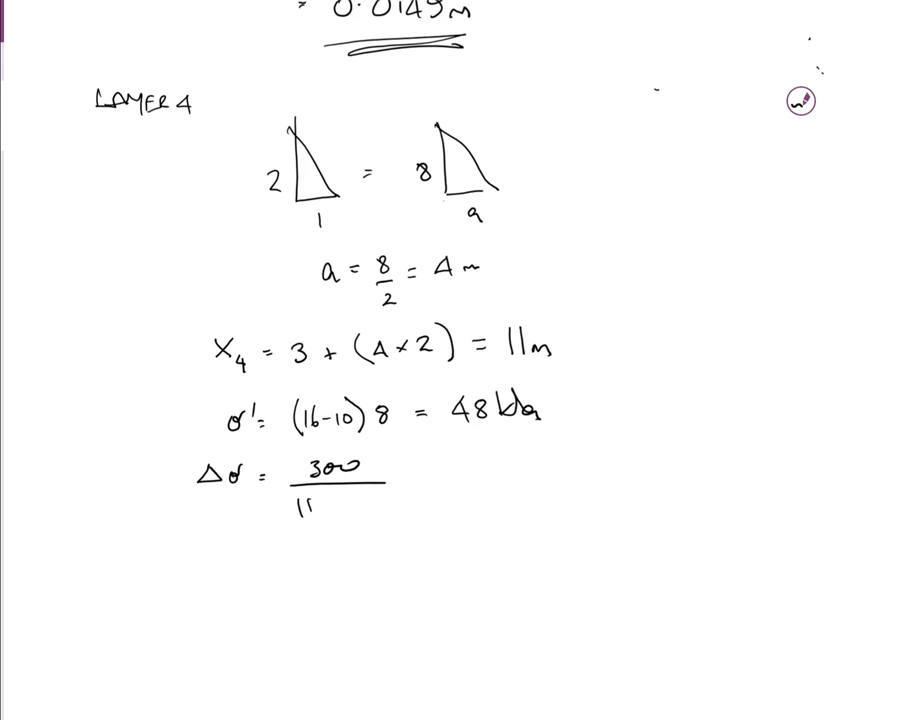 = 0.0149m
LAYER 4
2 = 8
1 a
a = 8/2 = 4m
X4 = 3 + (4×2) = 11m
σ' = (16-10)8 = 48 kPa
Δσ = 300/11